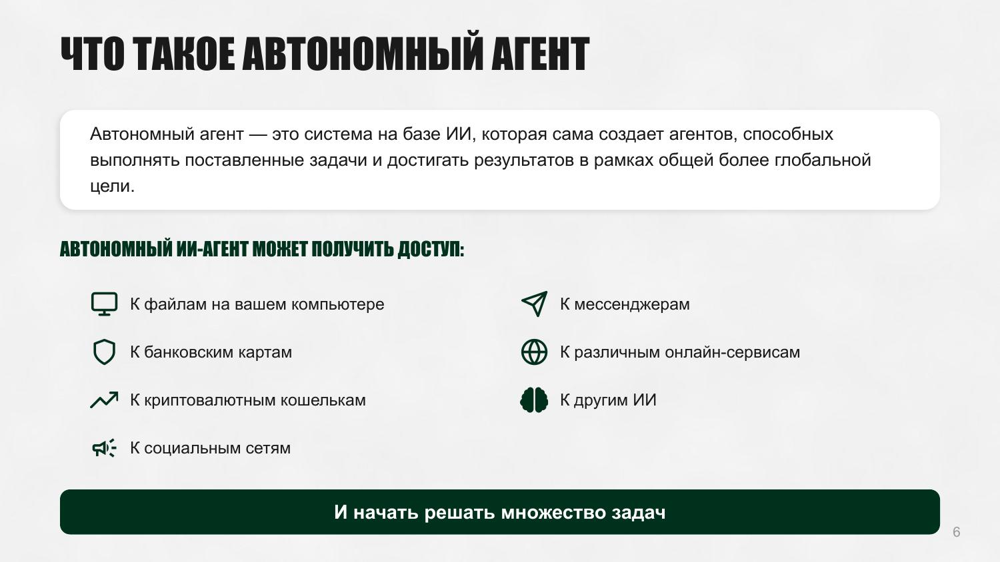 ЧТО ТАКОЕ АВТОНОМНЫЙ АГЕНТ
Автономный агент — это система на базе ИИ, которая сама создает агентов, способных
выполнять поставленные задачи и достигать результатов в рамках общей более глобальной
цели.
АВТОНОМНЫЙ ИИ-АГЕНТ МОЖЕТ ПОЛУЧИТЬ ДОСТУП:
К файлам на вашем компьютере
К банковским картам
К криптовалютным кошелькам
К социальным сетям
К мессенджерам
К различным онлайн-сервисам
К другим ИИ
И начать решать множество задач
6